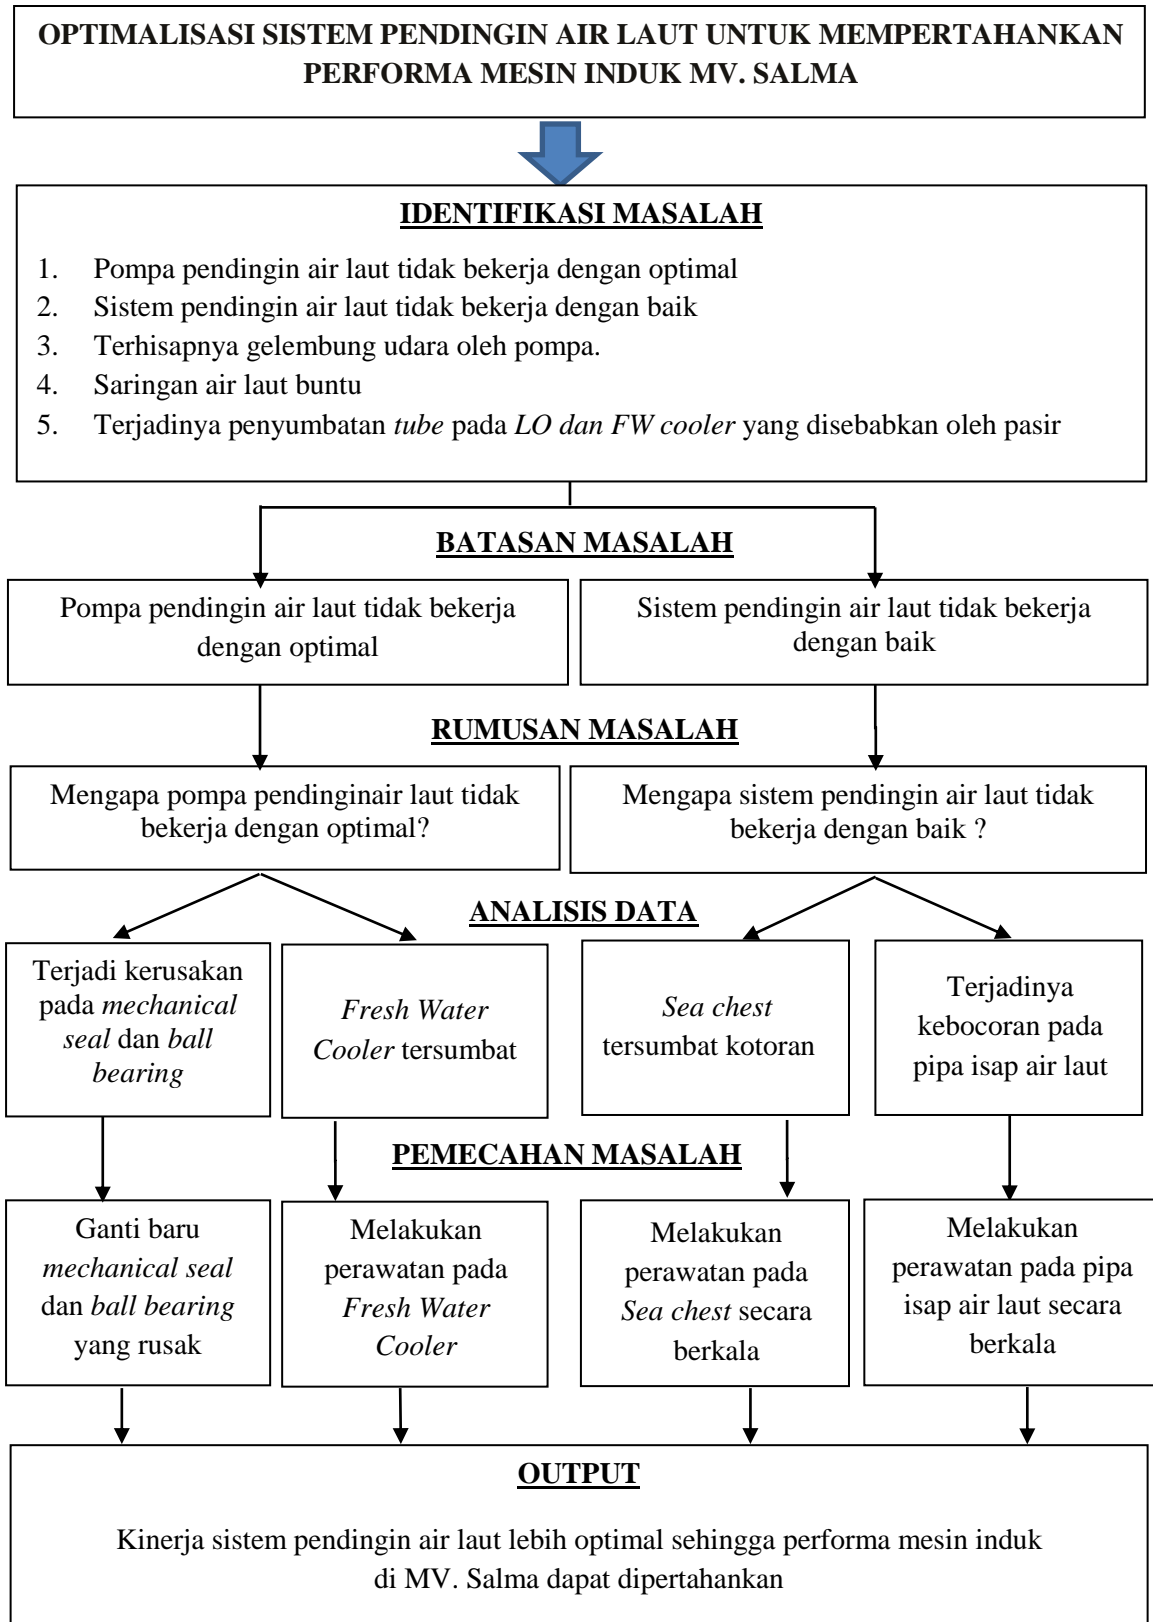 OPTIMALISASI SISTEM PENDINGIN AIR LAUT UNTUK MEMPERTAHANKAN
PERFORMA MESIN INDUK MV. SALMA
IDENTIFIKASI MASALAH
1. Pompa pendingin air laut tidak bekerja dengan optimal
2. Sistem pendingin air laut tidak bekerja dengan baik
3. Terhisapnya gelembung udara oleh pompa.
4. Saringan air laut buntu
5. Terjadinya penyumbatan tube pada LO dan FW cooler yang disebabkan oleh pasir
BATASAN MASALAH
Pompa pendingin air laut tidak bekerja
dengan optimal
Sistem pendingin air laut tidak bekerja
dengan baik
RUMUSAN MASALAH
Mengapa pompa pendinginair laut tidak
bekerja dengan optimal?
Mengapa sistem pendingin air laut tidak
bekerja dengan baik ?
ANALISIS DATA
Terjadi kerusakan
pada mechanical
seal dan ball
bearing
Fresh Water
Cooler tersumbat
Sea chest
tersumbat kotoran
Terjadinya
kebocoran pada
pipa isap air laut
PEMECAHAN MASALAH
Ganti baru
mechanical seal
dan ball bearing
yang rusak
Melakukan
perawatan pada
Fresh Water
Cooler
Melakukan
perawatan pada
Sea chest secara
berkala
Melakukan
perawatan pada pipa
isap air laut secara
berkala
OUTPUT
Kinerja sistem pendingin air laut lebih optimal sehingga performa mesin induk
di MV. Salma dapat dipertahankan